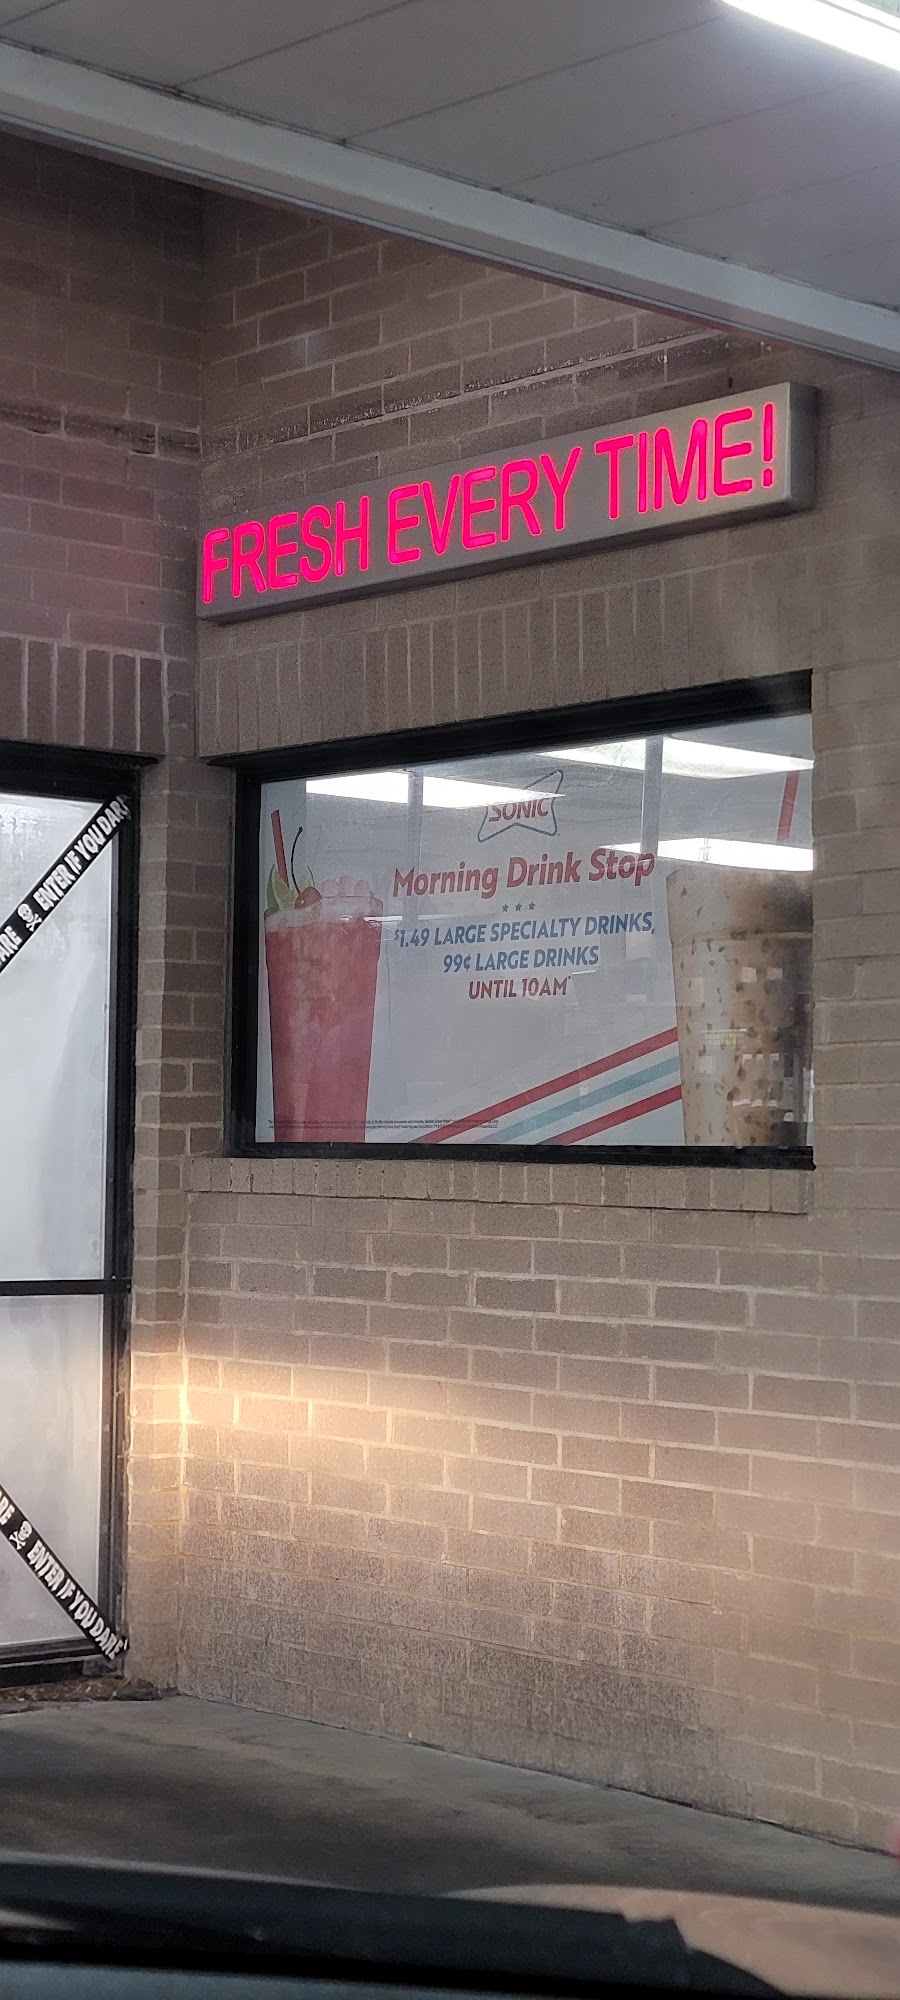 FRESH EVERY TIME!
SONIC
Morning Drink Stop
$1.49 LARGE SPECIALTY DRINKS,
99¢ LARGE DRINKS
UNTIL 10AM*
ENTER IF YOU DARE
ENTER IF YOU DARE